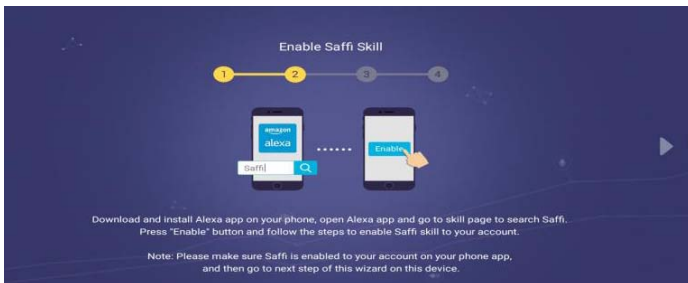 Enable Saffi Skill
1 2 3 4
amazon
alexa
Saffi
Enable
Download and install Alexa app on your phone, open Alexa app and go to skill page to search Saffi.
Press "Enable" button and follow the steps to enable Saffi skill to your account.
Note: Please make sure Saffi is enabled to your account on your phone app,
and then go to next step of this wizard on this device.